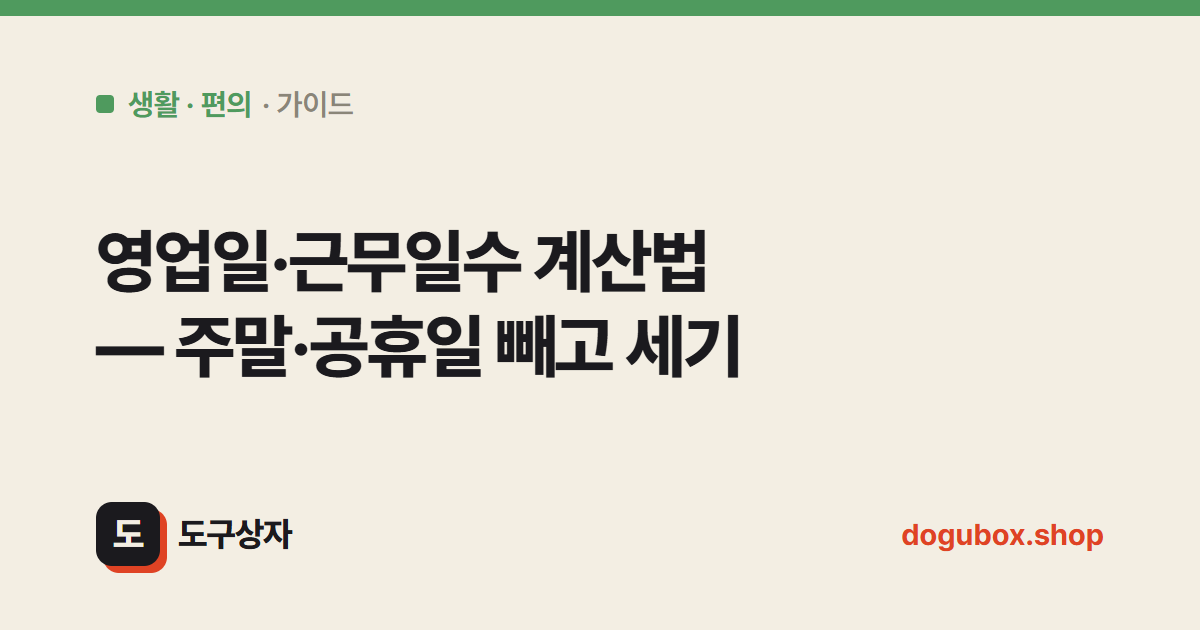 생활 · 편의 · 가이드
영업일·근무일수 계산법
— 주말·공휴일 빼고 세기
도 도구상자
dogubox.shop